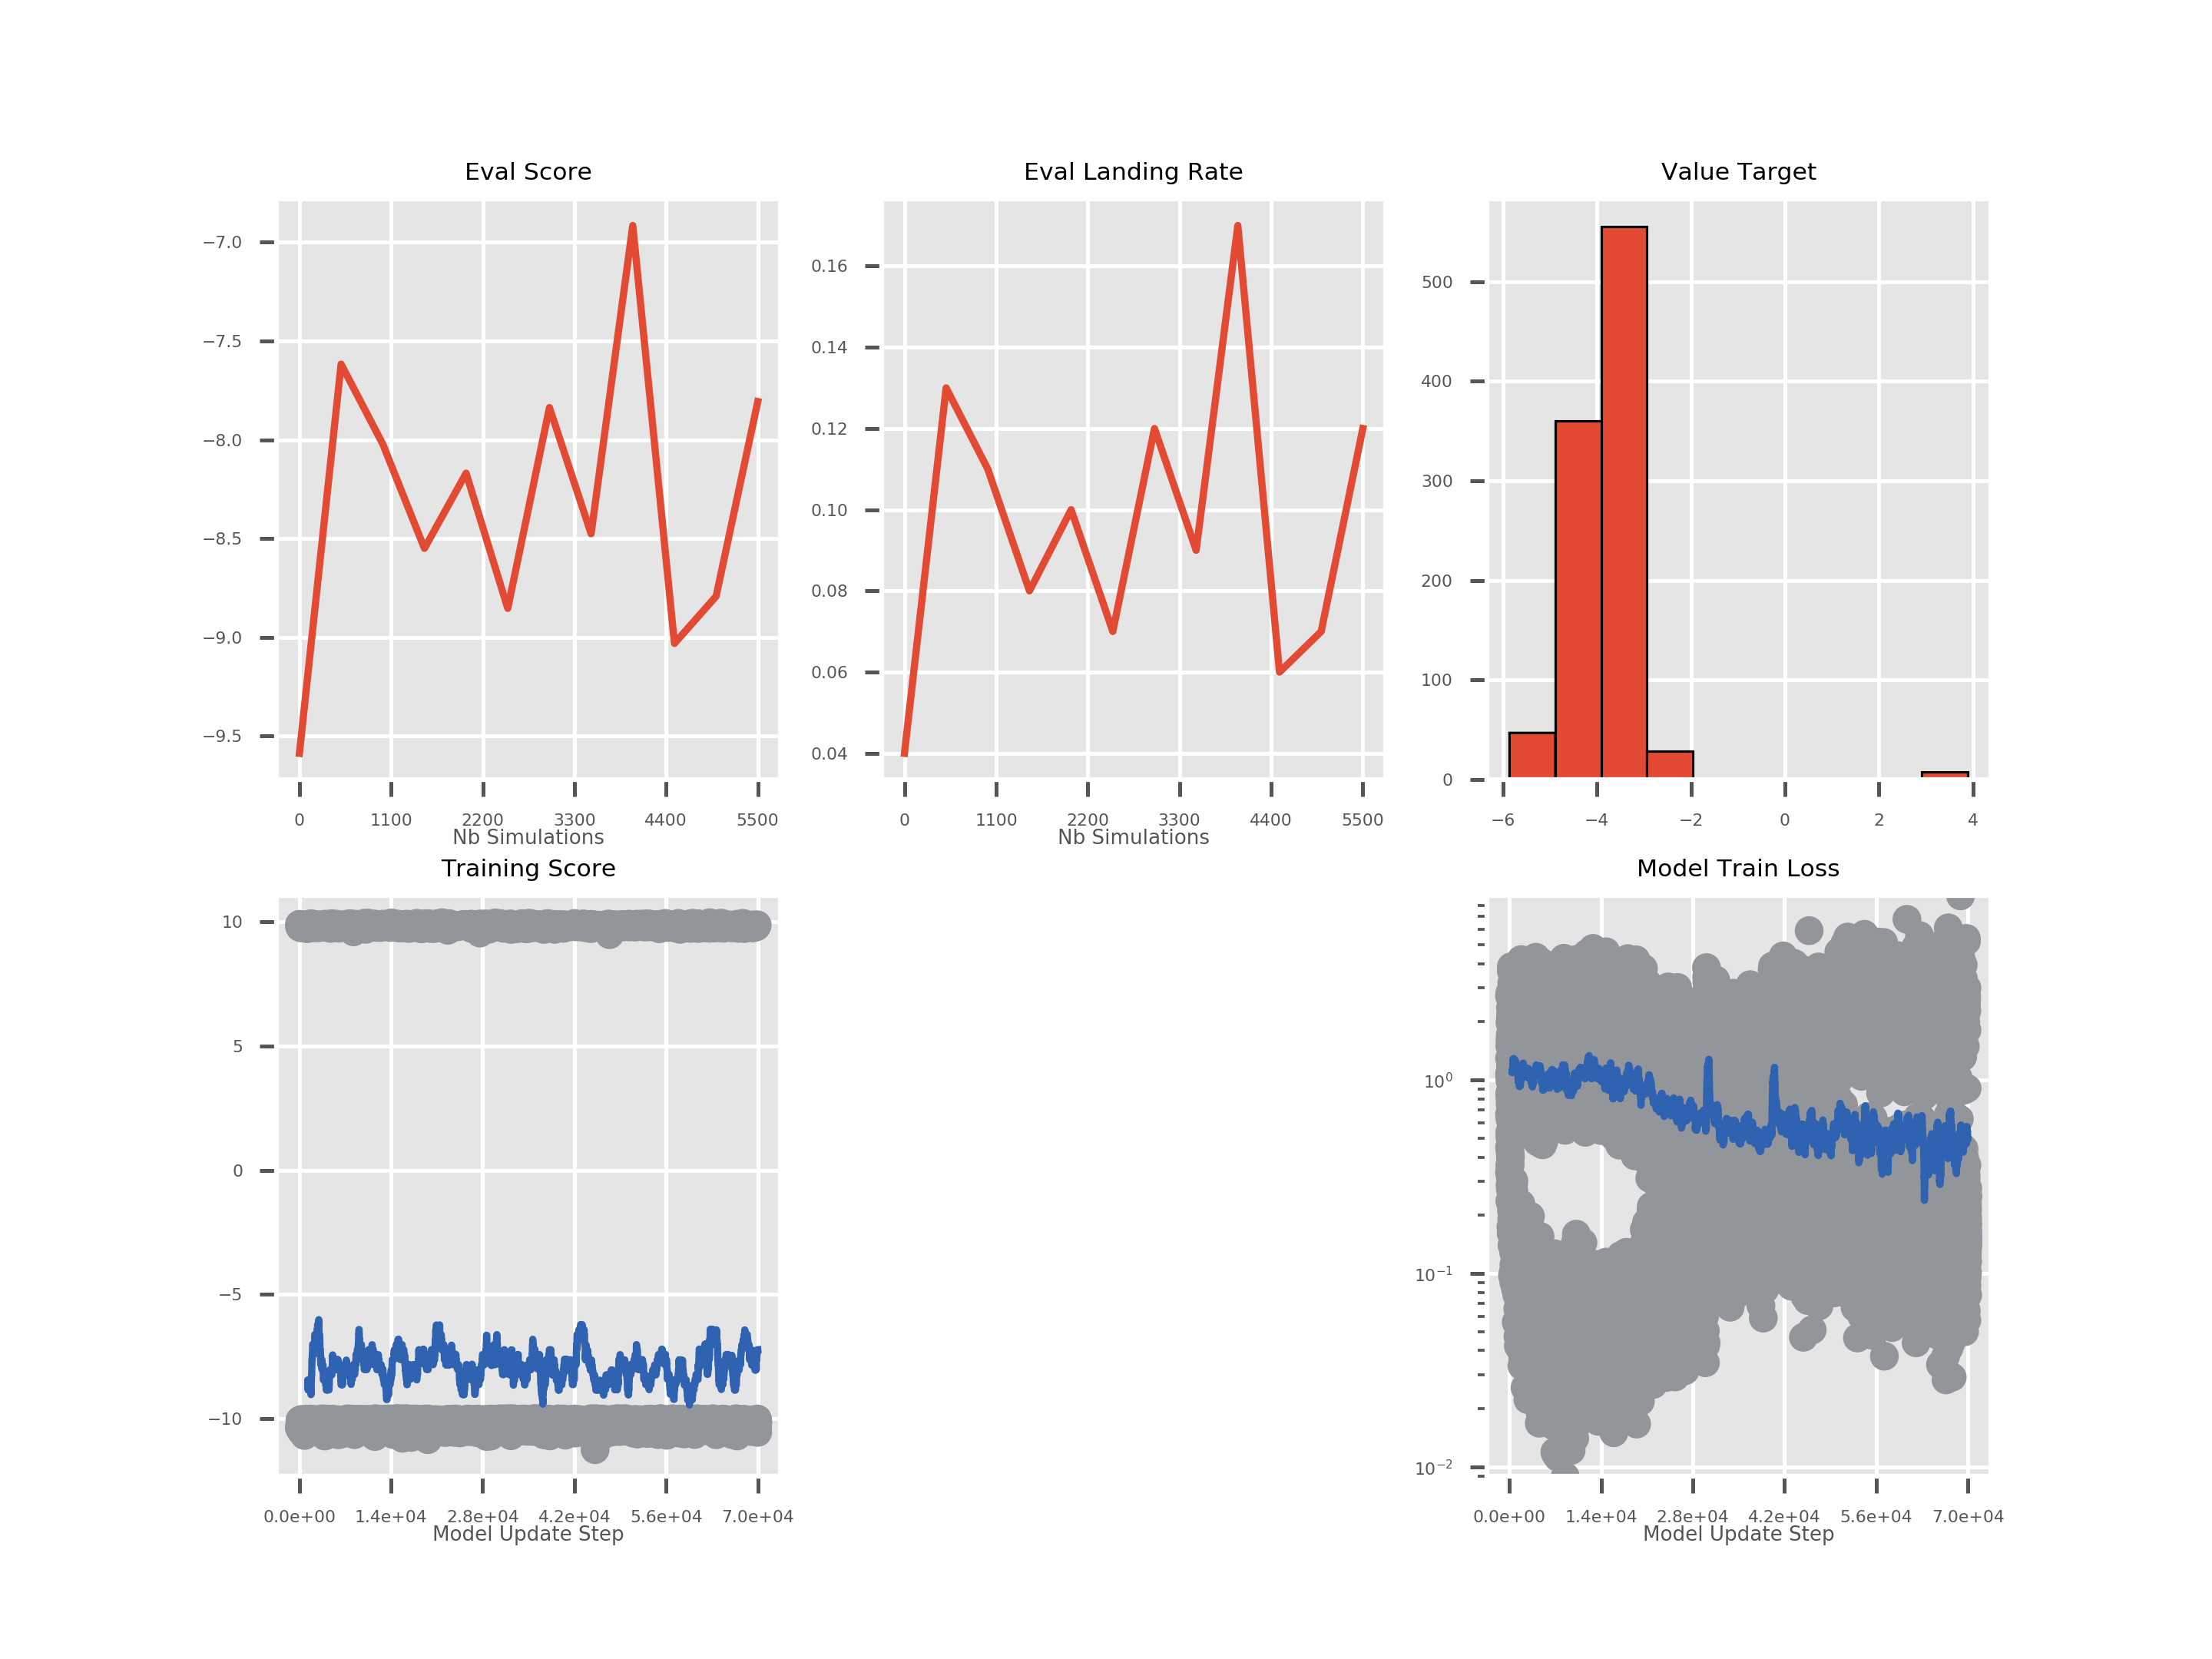 Eval Score
−7.0
−7.5
−8.0
−8.5
−9.0
−9.5
0 1100 2200 3300 4400 5500
Nb Simulations
Eval Landing Rate
0.16
0.14
0.12
0.10
0.08
0.06
0.04
0 1100 2200 3300 4400 5500
Nb Simulations
Value Target
500
400
300
200
100
0
−6 −4 −2 0 2 4
Training Score
10
5
0
−5
−10
0.0e+00 1.4e+04 2.8e+04 4.2e+04 5.6e+04 7.0e+04
Model Update Step
Model Train Loss
10⁰
10⁻¹
10⁻²
0.0e+00 1.4e+04 2.8e+04 4.2e+04 5.6e+04 7.0e+04
Model Update Step